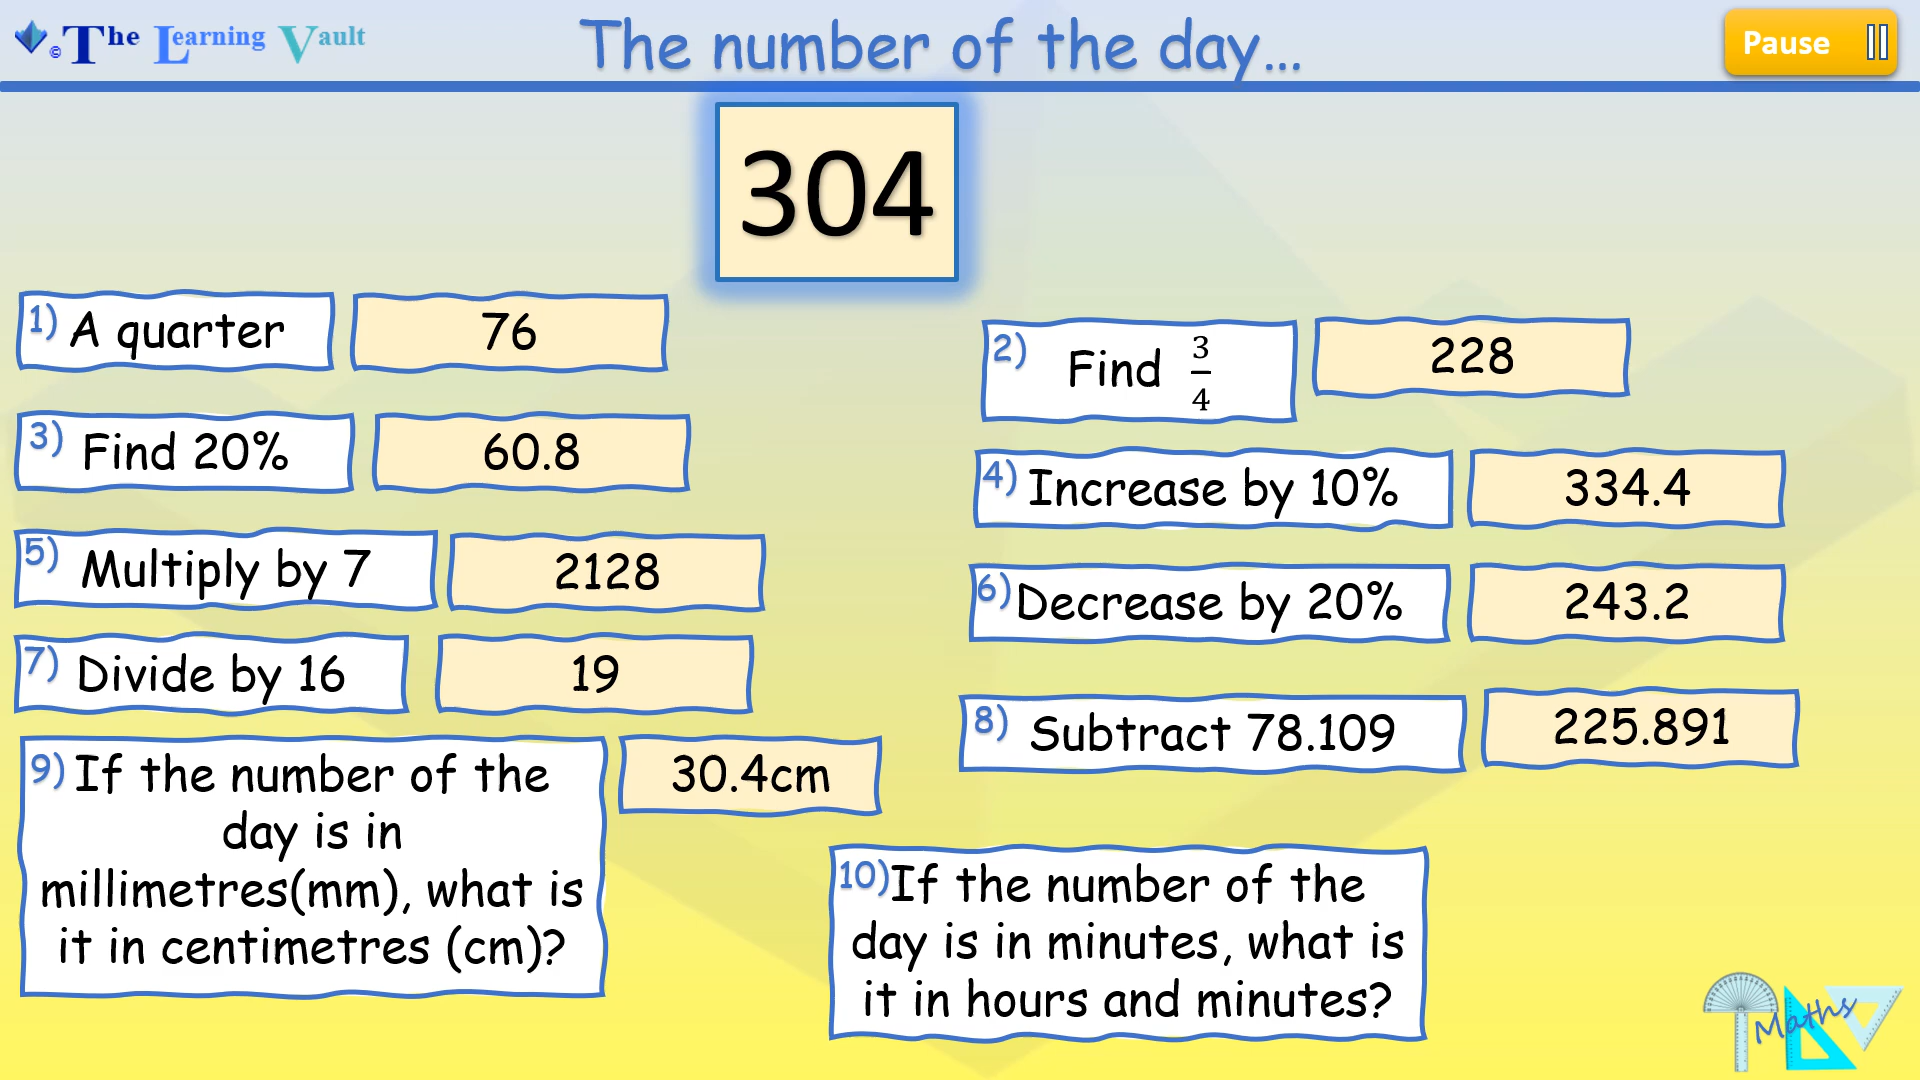 © The Learning Vault
The number of the day...
Pause
304
1) A quarter
76
2) Find 3/4
228
3) Find 20%
60.8
4) Increase by 10%
334.4
5) Multiply by 7
2128
6) Decrease by 20%
243.2
7) Divide by 16
19
8) Subtract 78.109
225.891
9) If the number of the
day is in
millimetres(mm), what is
it in centimetres (cm)?
30.4cm
10) If the number of the
day is in minutes, what is
it in hours and minutes?
Maths